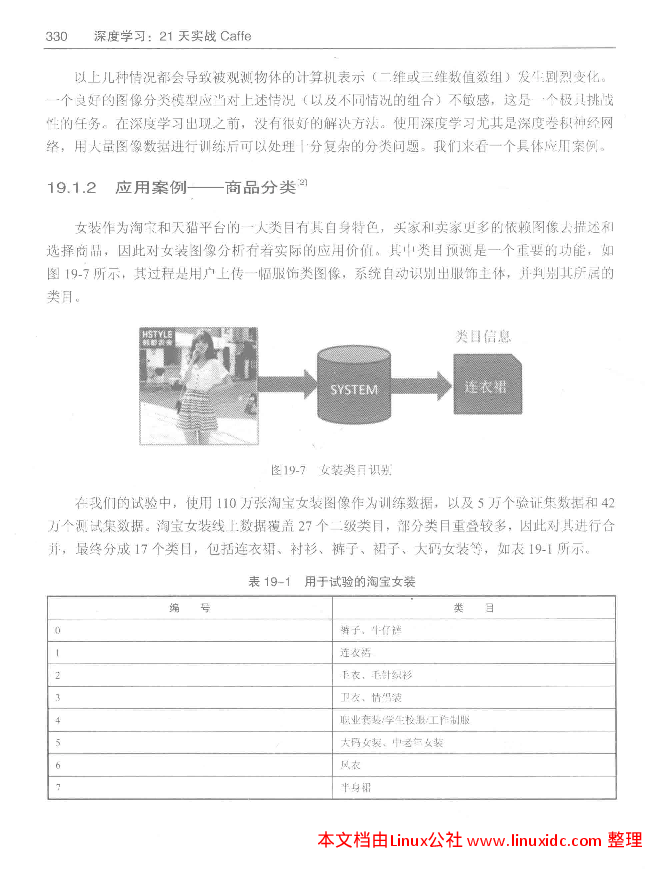 330 深度学习：21 天实战 Caffe
以上几种情况都会导致被观测物体的计算机表示（二维或三维数值数组）发生剧烈变化。
一个良好的图像分类模型应当对上述情况（以及不同情况的组合）不敏感，这是一个极具挑战
性的任务。在深度学习出现之前，没有很好的解决方法。使用深度学习尤其是深度卷积神经网
络，用大量图像数据进行训练后可以处理十分复杂的分类问题。我们来看一个具体应用案例。
19.1.2 应用案例——商品分类[2]
女装作为淘宝和天猫平台的一大类目有其自身特色，买家和卖家更多的依赖图像去描述和
选择商品，因此对女装图像分析有着实际的应用价值。其中类目预测是一个重要的功能，如
图 19-7 所示，其过程是用户上传一幅服饰类图像，系统自动识别出服饰主体，并判别其所属的
类目。
HSTYLE
韩都衣舍
类目信息
SYSTEM
连衣裙
图19-7 女装类目识别
在我们的试验中，使用 110 万张淘宝女装图像作为训练数据，以及 5 万个验证集数据和 42
万个测试集数据。淘宝女装线上数据覆盖 27 个二级类目，部分类目重叠较多，因此对其进行合
并，最终分成 17 个类目，包括连衣裙、衬衫、裤子、裙子、大码女装等，如表 19-1 所示。
表 19-1 用于试验的淘宝女装
编 号 类 目
0 裤子、牛仔裤
1 连衣裙
2 毛衣、毛针织衫
3 卫衣、情侣装
4 职业套装/学生校服/工作制服
5 大码女装、中老年女装
6 风衣
7 半身裙
本文档由Linux公社 www.linuxidc.com 整理